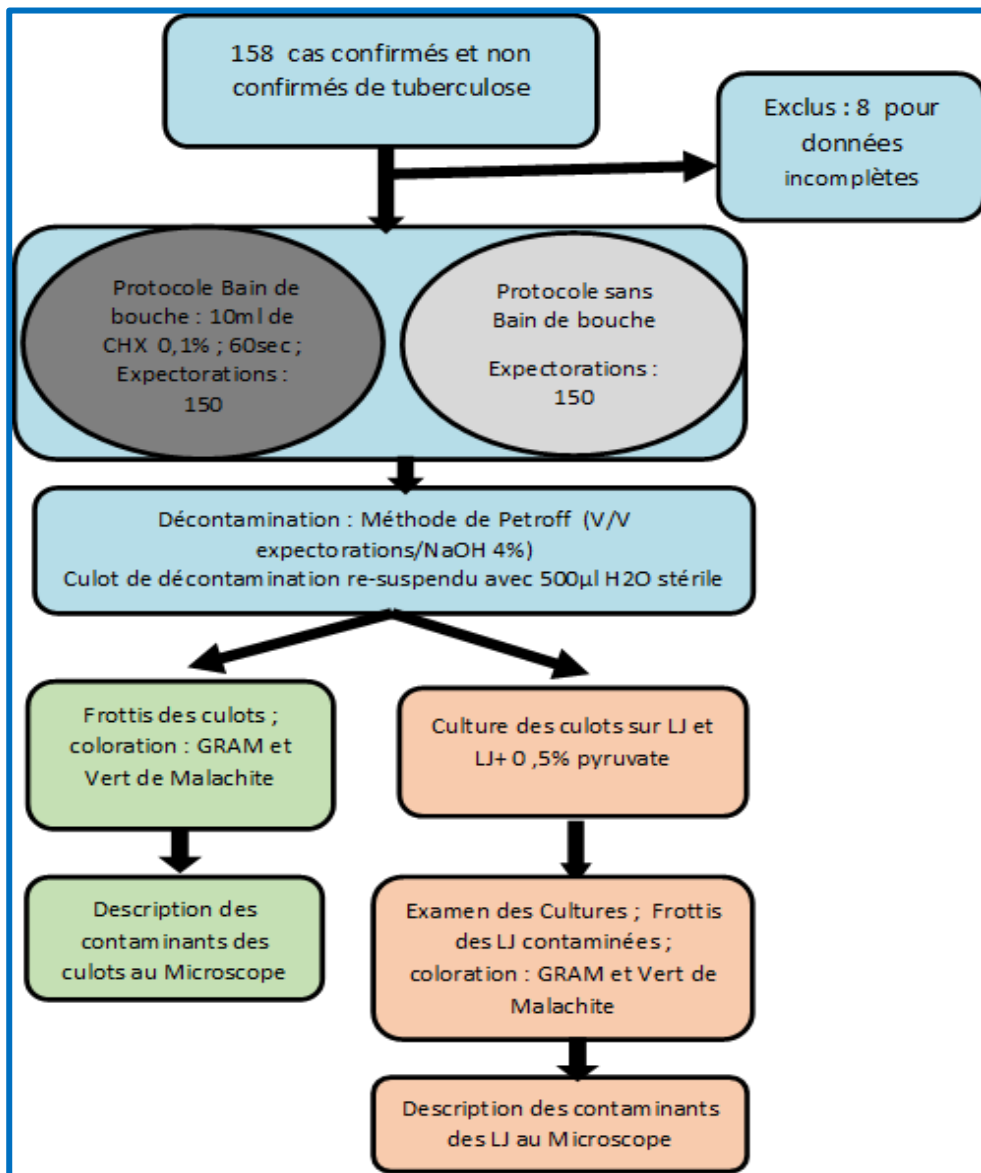 158 cas confirmés et non
confirmés de tuberculose
Exclus : 8 pour
données
incomplètes
Protocole Bain de
bouche : 10ml de
CHX 0,1% ; 60sec ;
Expectorations :
150
Protocole sans
Bain de bouche
Expectorations :
150
Décontamination : Méthode de Petroff (V/V
expectorations/NaOH 4%)
Culot de décontamination re-suspendu avec 500µl H2O stérile
Frottis des culots ;
coloration : GRAM et
Vert de Malachite
Description des
contaminants des
culots au Microscope
Culture des culots sur LJ et
LJ+ 0 ,5% pyruvate
Examen des Cultures ; Frottis
des LJ contaminées ;
coloration : GRAM et Vert de
Malachite
Description des contaminants
des LJ au Microscope